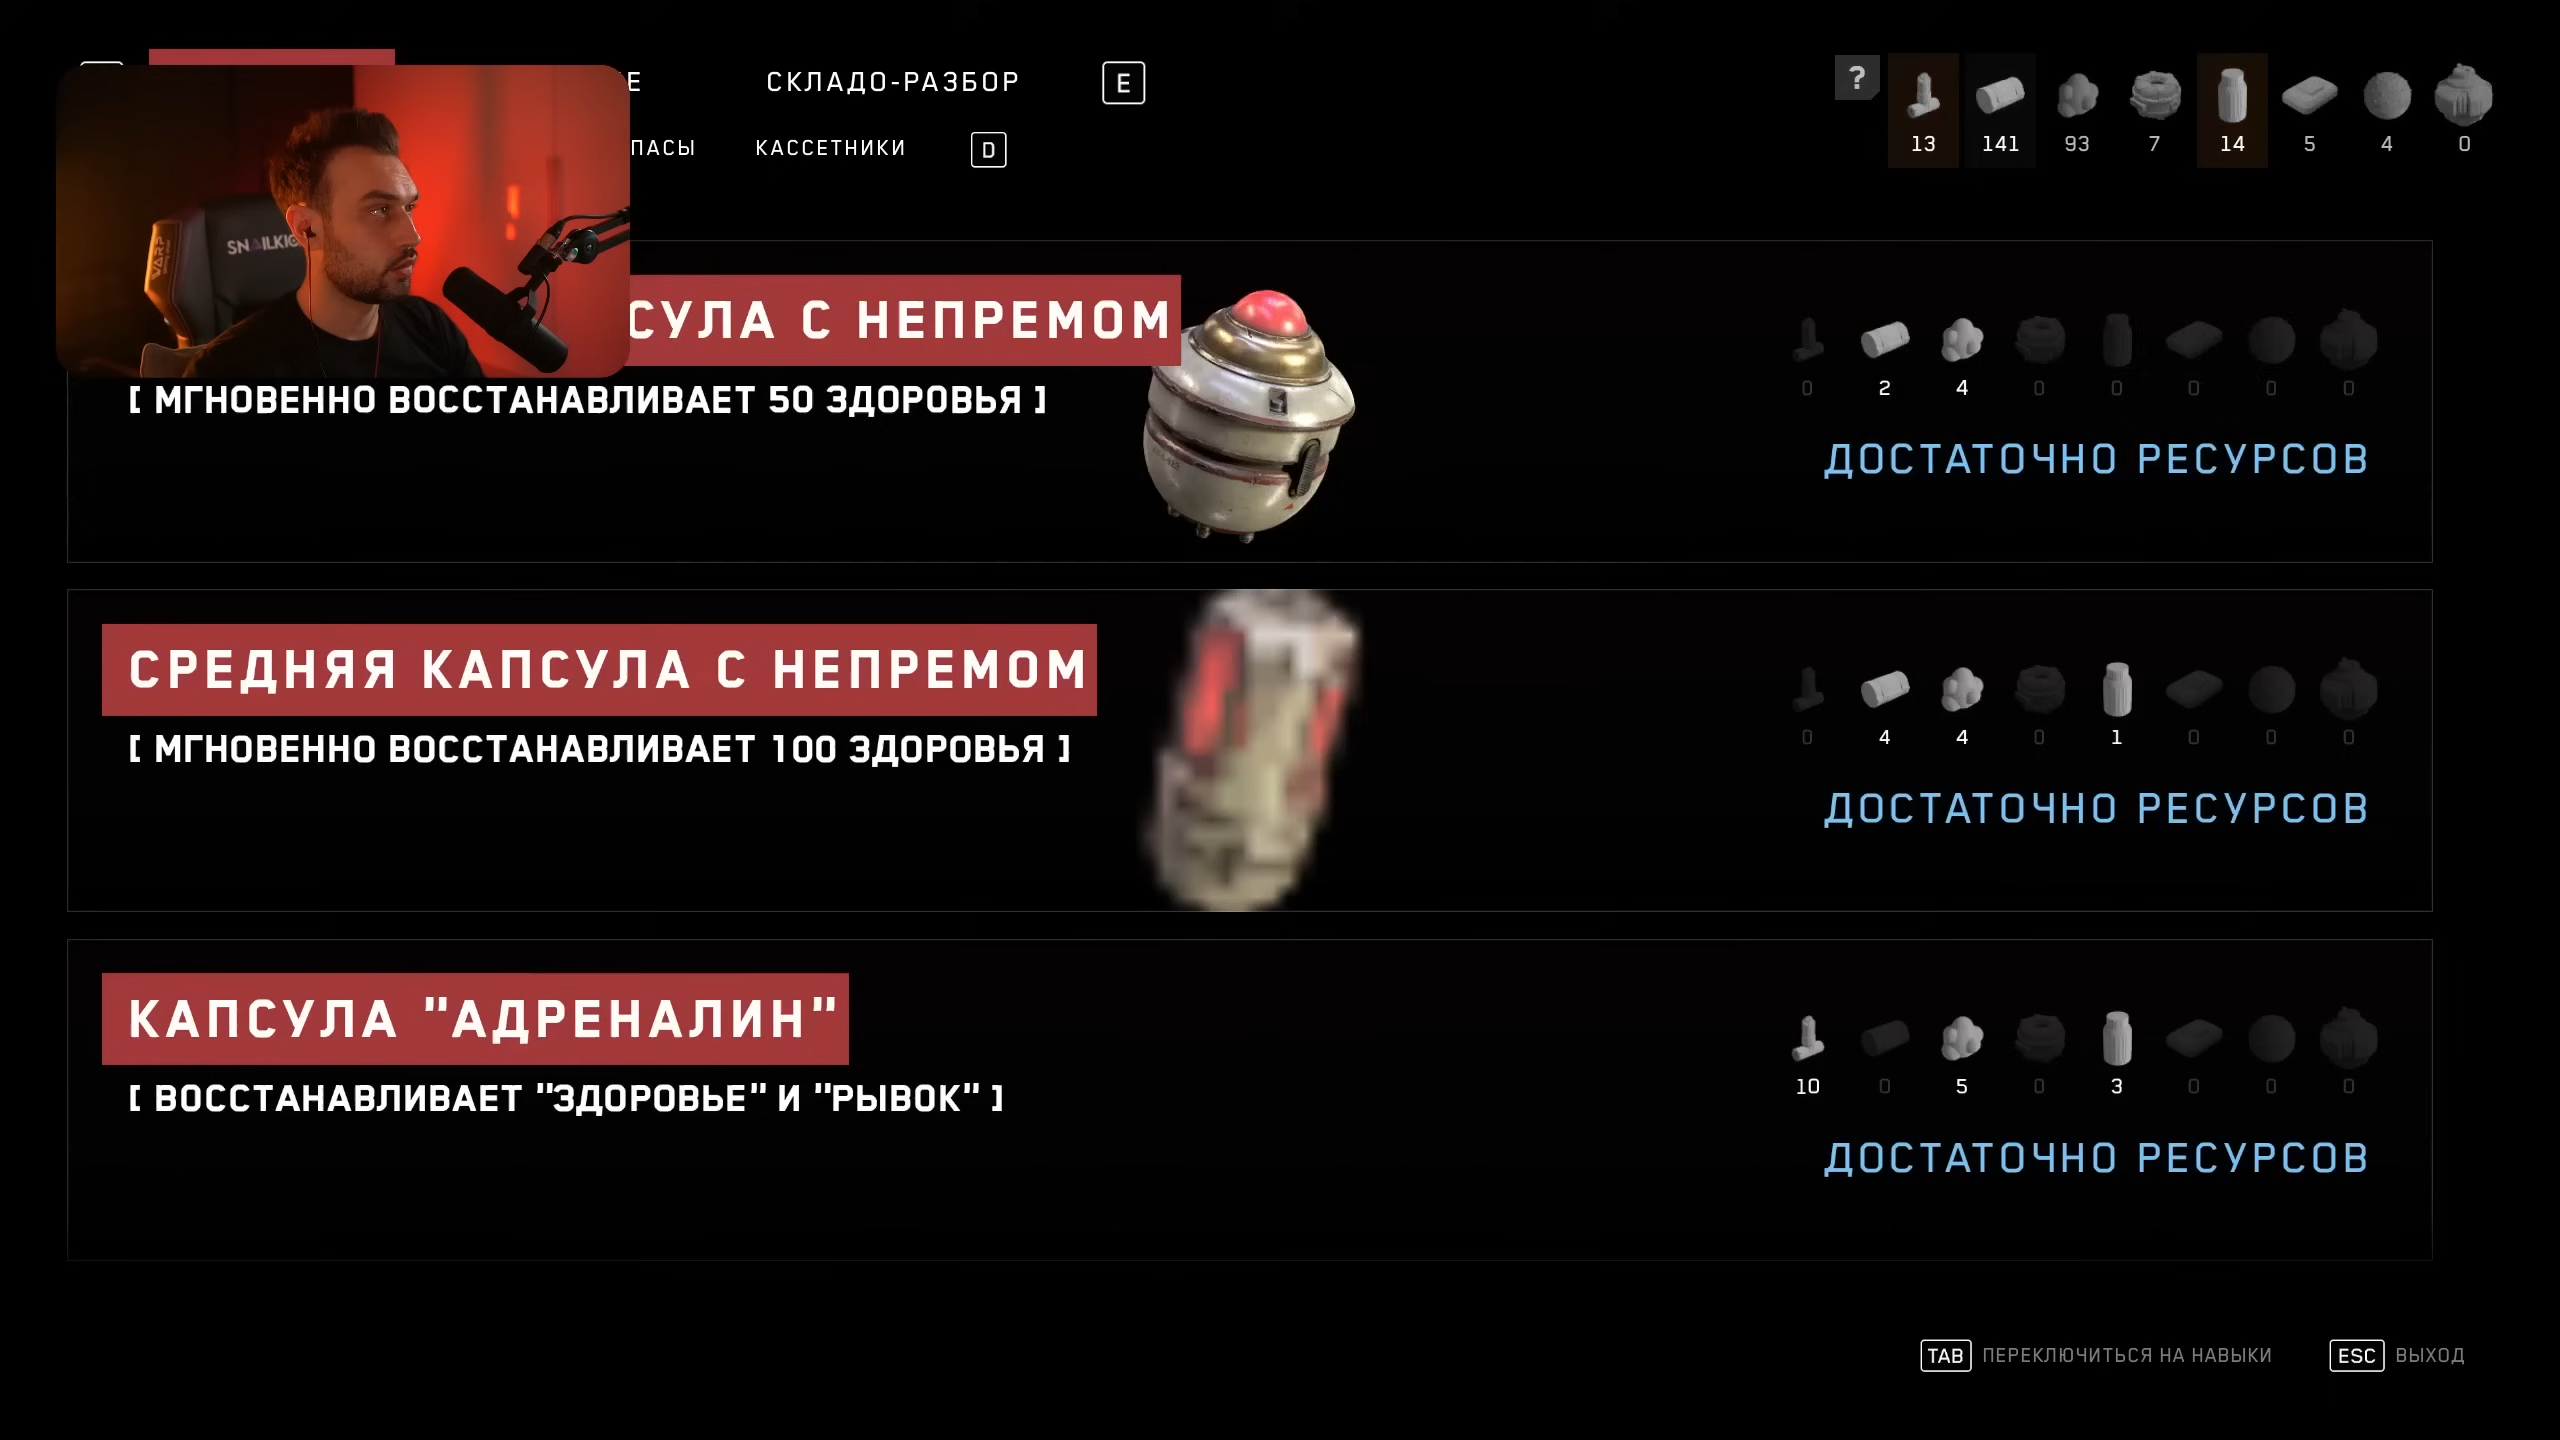 СКЛАДО-РАЗБОР E
КАССЕТНИКИ D
?
13 141 93 7 14 5 4 0
С НЕПРЕМОМ
[ МГНОВЕННО ВОССТАНАВЛИВАЕТ 50 ЗДОРОВЬЯ ]
0 2 4 0 0 0 0 0
ДОСТАТОЧНО РЕСУРСОВ
СРЕДНЯЯ КАПСУЛА С НЕПРЕМОМ
[ МГНОВЕННО ВОССТАНАВЛИВАЕТ 100 ЗДОРОВЬЯ ]
0 4 4 0 1 0 0 0
ДОСТАТОЧНО РЕСУРСОВ
КАПСУЛА "АДРЕНАЛИН"
[ ВОССТАНАВЛИВАЕТ "ЗДОРОВЬЕ" И "РЫВОК" ]
10 0 5 0 3 0 0 0
ДОСТАТОЧНО РЕСУРСОВ
TAB ПЕРЕКЛЮЧИТЬСЯ НА НАВЫКИ ESC ВЫХОД